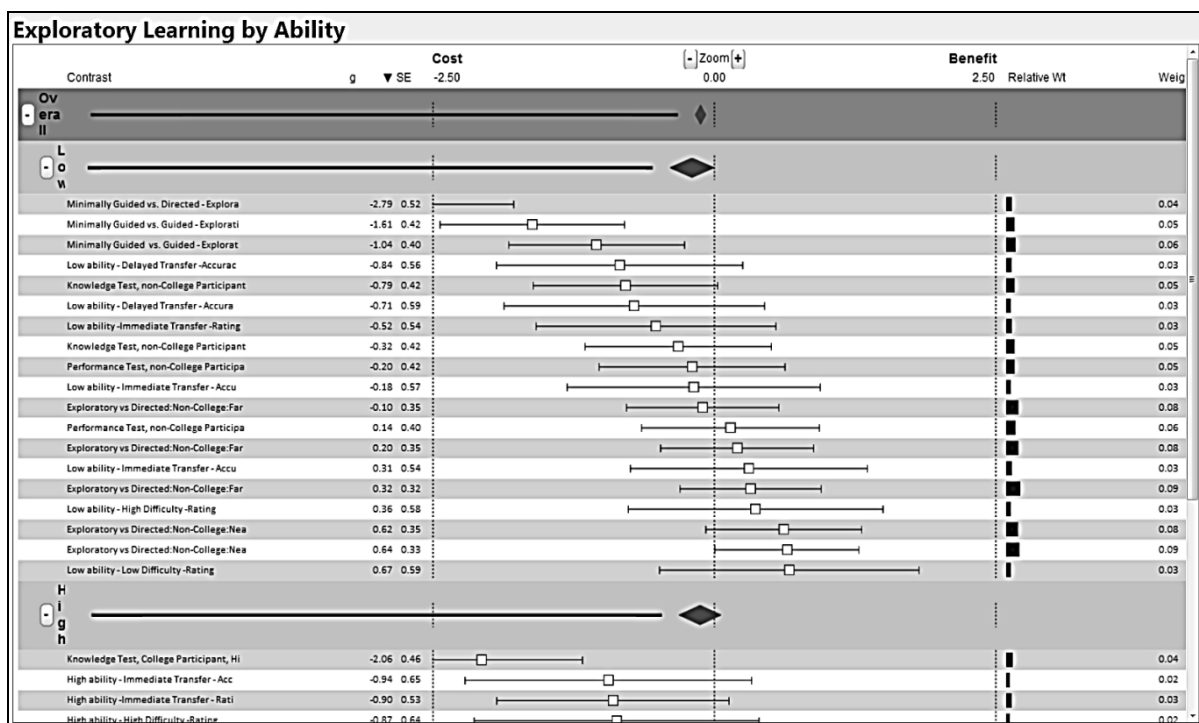 Exploratory Learning by Ability
Cost [-]Zoom[+] Benefit
Contrast g ▼ SE -2.50 0.00 2.50 Relative Wt Weig
- Ov
era
ll
- L
o
w
Minimally Guided vs. Directed - Explora -2.79 0.52 0.04
Minimally Guided vs. Guided - Explorati -1.61 0.42 0.05
Minimally Guided vs. Guided - Explorat -1.04 0.40 0.06
Low ability - Delayed Transfer -Accurac -0.84 0.56 0.03
Knowledge Test, non-College Participant -0.79 0.42 0.05
Low ability - Delayed Transfer - Accura -0.71 0.59 0.03
Low ability -Immediate Transfer -Rating -0.52 0.54 0.03
Knowledge Test, non-College Participant -0.32 0.42 0.05
Performance Test, non-College Participa -0.20 0.42 0.05
Low ability - Immediate Transfer - Accu -0.18 0.57 0.03
Exploratory vs Directed:Non-College:Far -0.10 0.35 0.08
Performance Test, non-College Participa 0.14 0.40 0.06
Exploratory vs Directed:Non-College:Far 0.20 0.35 0.08
Low ability - Immediate Transfer - Accu 0.31 0.54 0.03
Exploratory vs Directed:Non-College:Far 0.32 0.32 0.09
Low ability - High Difficulty -Rating 0.36 0.58 0.03
Exploratory vs Directed:Non-College:Nea 0.62 0.35 0.08
Exploratory vs Directed:Non-College:Nea 0.64 0.33 0.09
Low ability - Low Difficulty -Rating 0.67 0.59 0.03
- H
i
g
h
Knowledge Test, College Participant, Hi -2.06 0.46 0.04
High ability - Immediate Transfer - Acc -0.94 0.65 0.02
High ability -Immediate Transfer - Rati -0.90 0.53 0.03
High ability - High Difficulty -Rating -0.87 0.64 0.02